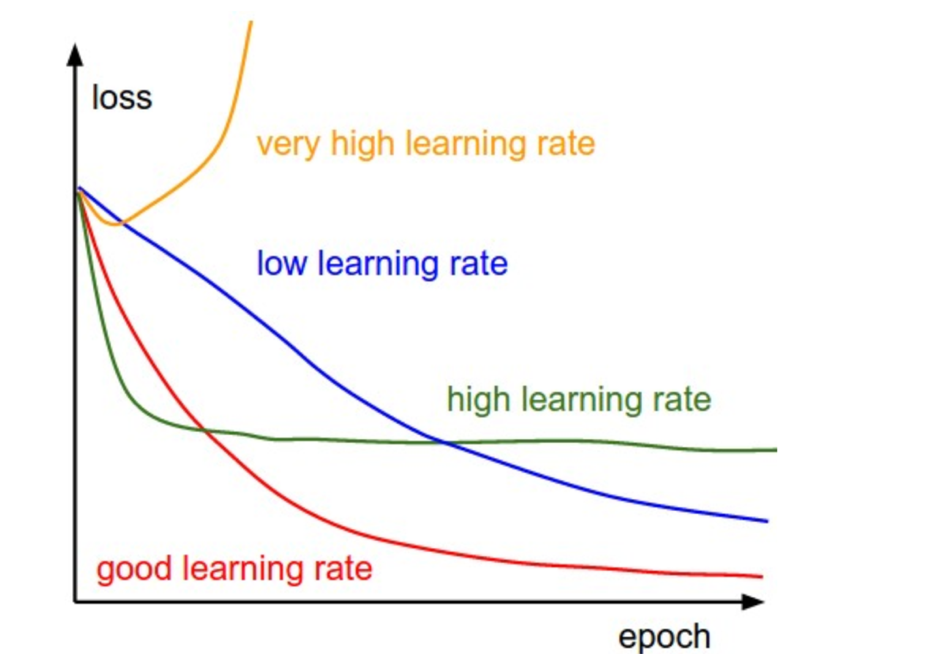 loss
very high learning rate
low learning rate
high learning rate
good learning rate
epoch